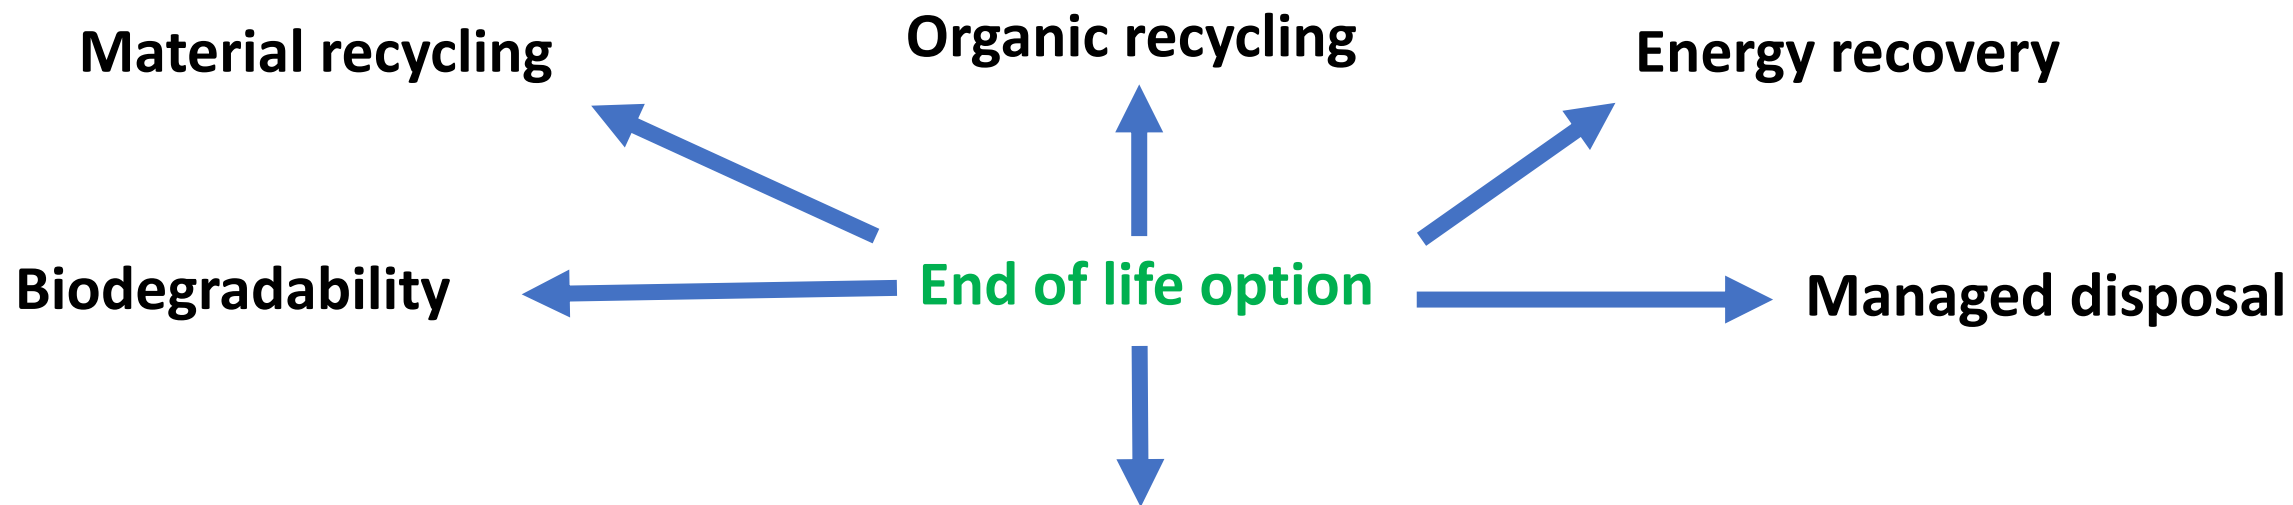 Material recycling
Organic recycling
Energy recovery
Biodegradability
End of life option
Managed disposal